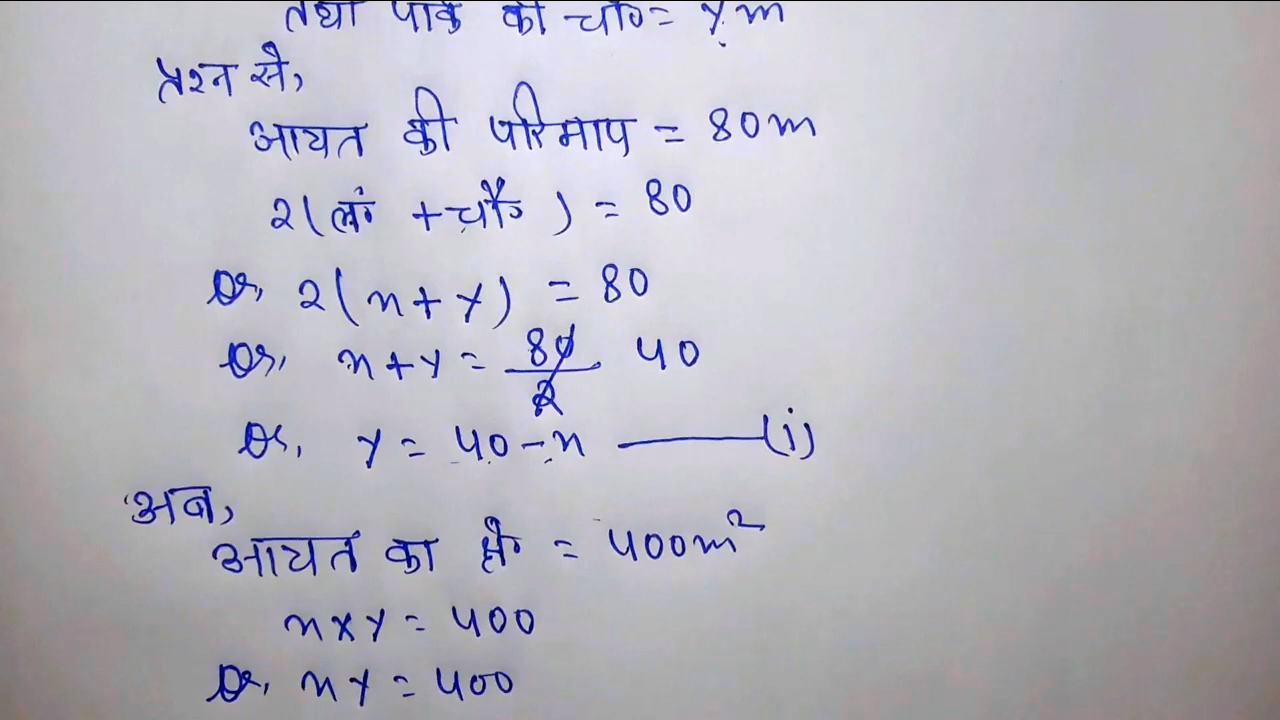 तथा पार्क की चौ॰ = y m
प्रश्न से,
आयत की परिमाप = 80m
2(लं॰ + चौ॰) = 80
Or, 2(x + y) = 80
Or, x + y = 80/2 40
Or, y = 40 - x ——— (i)
अब,
आयत का क्षे॰ = 400m²
x × y = 400
Or, xy = 400